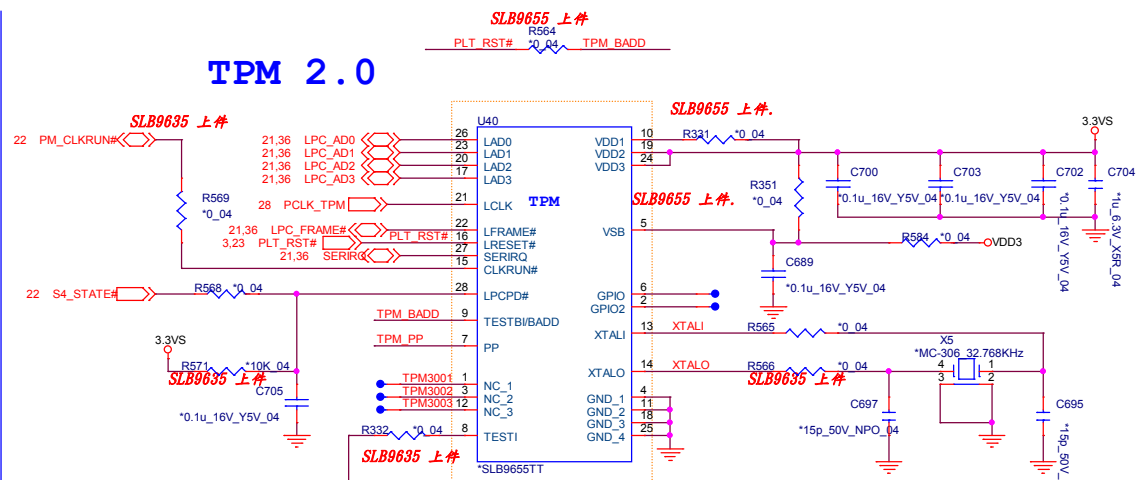 SLB9655 上件
R564
PLT_RST#
*0_04
TPM_BADD
TPM 2.0
SLB9635 上件
22 PM_CLKRUN#
R569
*0_04
21,36 LPC_AD0
21,36 LPC_AD1
21,36 LPC_AD2
21,36 LPC_AD3
28 PCLK_TPM
21,36 LPC_FRAME#
3,23 PLT_RST#
PLT_RST#
21,36 SERIRQ
22 S4_STATE#
R568
*0_04
TPM_BADD
TPM_PP
3.3VS
R571
*10K_04
SLB9635 上件
C705
*0.1u_16V_Y5V_04
TPM3001
TPM3002
TPM3003
R332
*0_04
SLB9635 上件
U40
TPM
26 LAD0
23 LAD1
20 LAD2
17 LAD3
21 LCLK
22 LFRAME#
16 LRESET#
27 SERIRQ
15 CLKRUN#
28 LPCPD#
9 TESTBI/BADD
7 PP
1 NC_1
3 NC_2
12 NC_3
8 TESTI
*SLB9655TT
VDD1 10
VDD2 19
VDD3 24
VSB 5
GPIO 6
GPIO2 2
XTALI 13
XTALO 14
GND_1 4
GND_2 11
GND_3 18
GND_4 25
SLB9655 上件.
R331
*0_04
3.3VS
R351
*0_04
SLB9655 上件.
C700
*0.1u_16V_Y5V_04
C703
*0.1u_16V_Y5V_04
C702
*0.1u_16V_Y5V_04
C704
*1u_6.3V_X5R_04
R584
*0_04
VDD3
C689
*0.1u_16V_Y5V_04
XTALI
R565
*0_04
XTALO
R566
*0_04
SLB9635 上件
X5
*MC-306_32.768KHz
4
1
3
2
C697
*15p_50V_NPO_04
C695
*15p_50V_